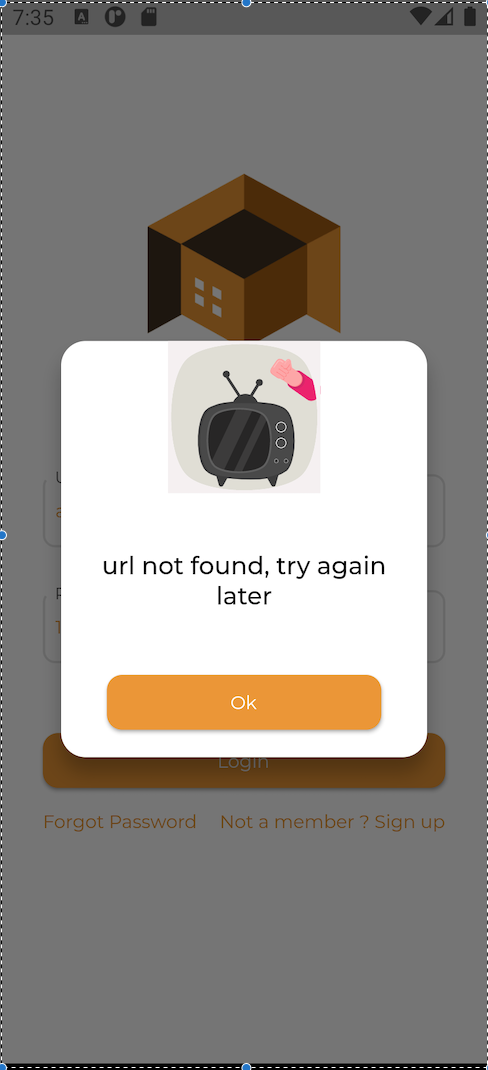 7:35
A
url not found, try again
later
Ok
Login
Forgot Password
Not a member ? Sign up